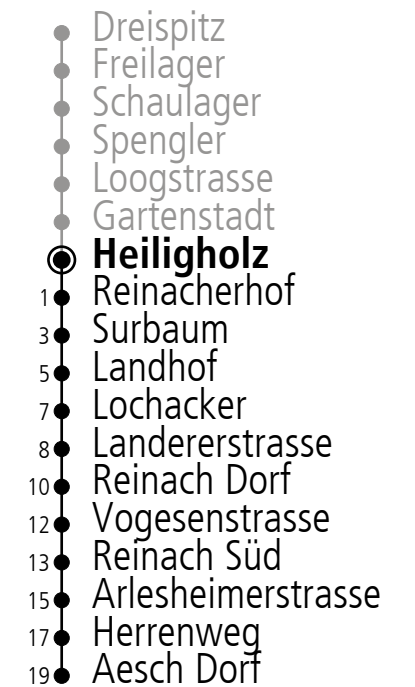 Dreispitz
Freilager
Schaulager
Spengler
Loogstrasse
Gartenstadt
Heiligholz
1 Reinacherhof
3 Surbaum
5 Landhof
7 Lochacker
8 Landererstrasse
10 Reinach Dorf
12 Vogesenstrasse
13 Reinach Süd
15 Arlesheimerstrasse
17 Herrenweg
19 Aesch Dorf